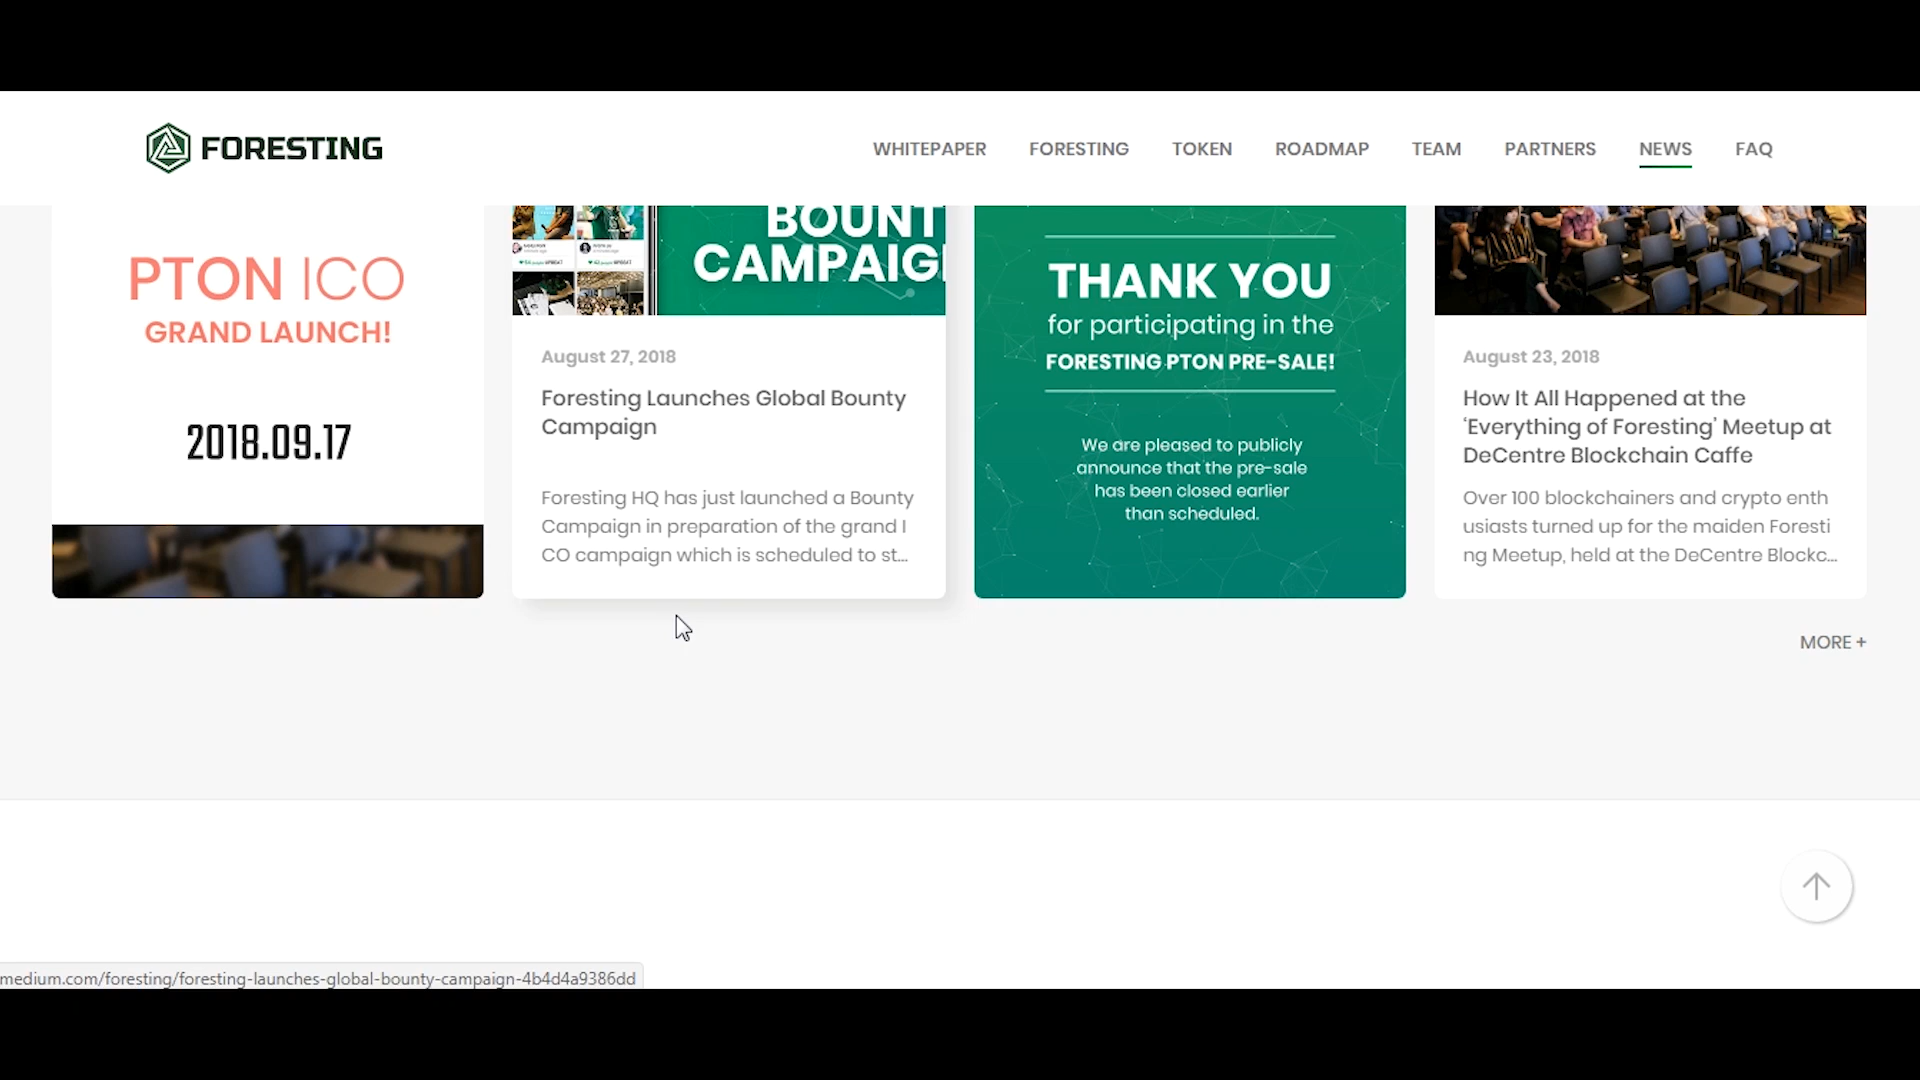 FORESTING
WHITEPAPER
FORESTING
TOKEN
ROADMAP
TEAM
PARTNERS
NEWS
FAQ
PTON ICO
GRAND LAUNCH!
2018.09.17
BOUNT
CAMPAIG
August 27, 2018
Foresting Launches Global Bounty
Campaign
Foresting HQ has just launched a Bounty
Campaign in preparation of the grand I
CO campaign which is scheduled to st...
THANK YOU
for participating in the
FORESTING PTON PRE-SALE!
We are pleased to publicly
announce that the pre-sale
has been closed earlier
than scheduled.
August 23, 2018
How It All Happened at the
‘Everything of Foresting’ Meetup at
DeCentre Blockchain Caffe
Over 100 blockchainers and crypto enth
usiasts turned up for the maiden Foresti
ng Meetup, held at the DeCentre Blockc...
MORE +
medium.com/foresting/foresting-launches-global-bounty-campaign-4b4d4a9386dd